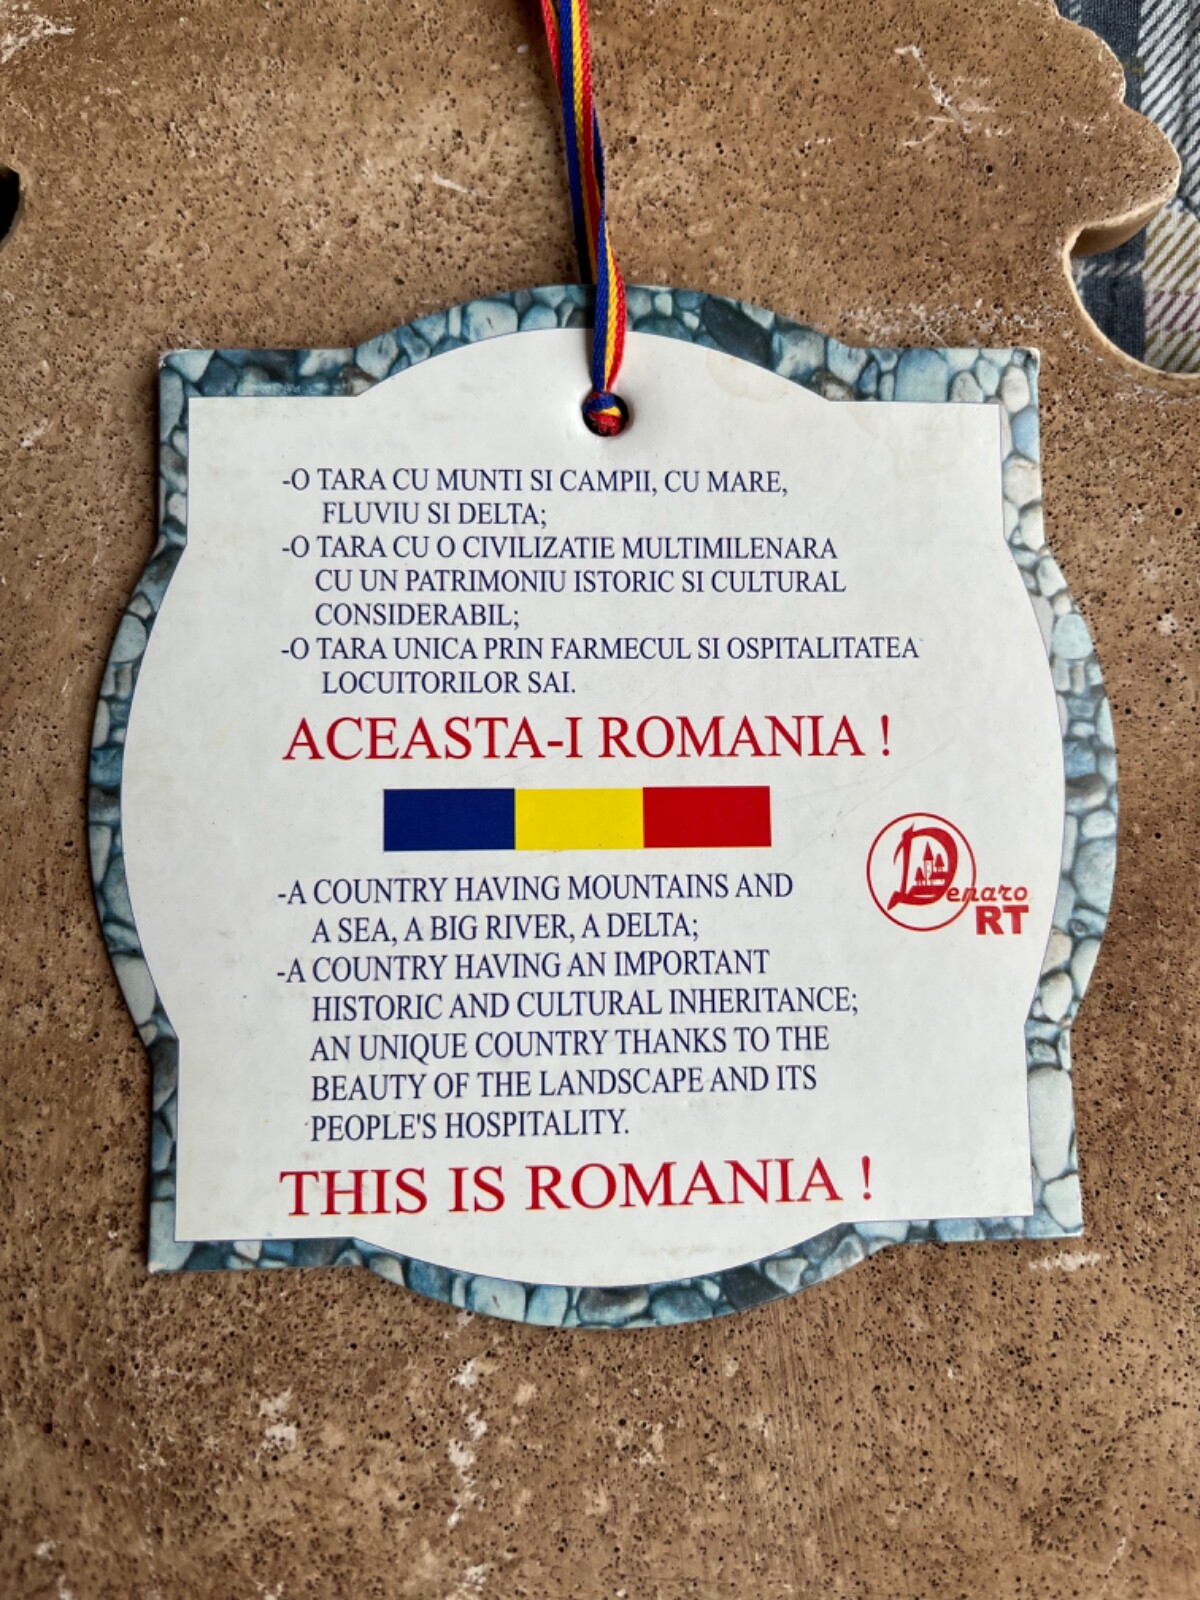 -O TARA CU MUNTI SI CAMPII, CU MARE,
FLUVIU SI DELTA;
-O TARA CU O CIVILIZATIE MULTIMILENARA
CU UN PATRIMONIU ISTORIC SI CULTURAL
CONSIDERABIL;
-O TARA UNICA PRIN FARMECUL SI OSPITALITATEA
LOCUITORILOR SAI.
ACEASTA-I ROMANIA !
Denaro
RT
-A COUNTRY HAVING MOUNTAINS AND
A SEA, A BIG RIVER, A DELTA;
-A COUNTRY HAVING AN IMPORTANT
HISTORIC AND CULTURAL INHERITANCE;
AN UNIQUE COUNTRY THANKS TO THE
BEAUTY OF THE LANDSCAPE AND ITS
PEOPLE'S HOSPITALITY.
THIS IS ROMANIA !